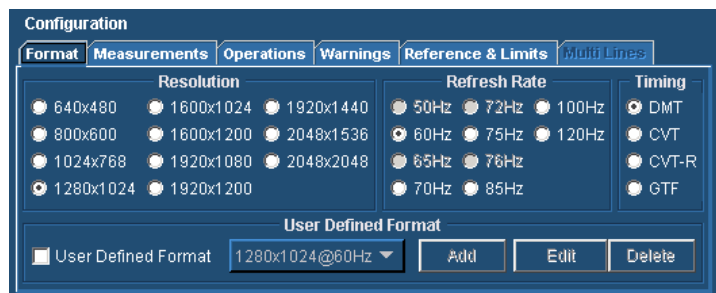 Configuration
Format Measurements Operations Warnings Reference & Limits Multi Lines
Resolution Refresh Rate Timing
640x480 1600x1024 1920x1440 50Hz 72Hz 100Hz DMT
800x600 1600x1200 2048x1536 60Hz 75Hz 120Hz CVT
1024x768 1920x1080 2048x2048 65Hz 76Hz CVT-R
1280x1024 1920x1200 70Hz 85Hz GTF
User Defined Format
User Defined Format 1280x1024@60Hz Add Edit Delete